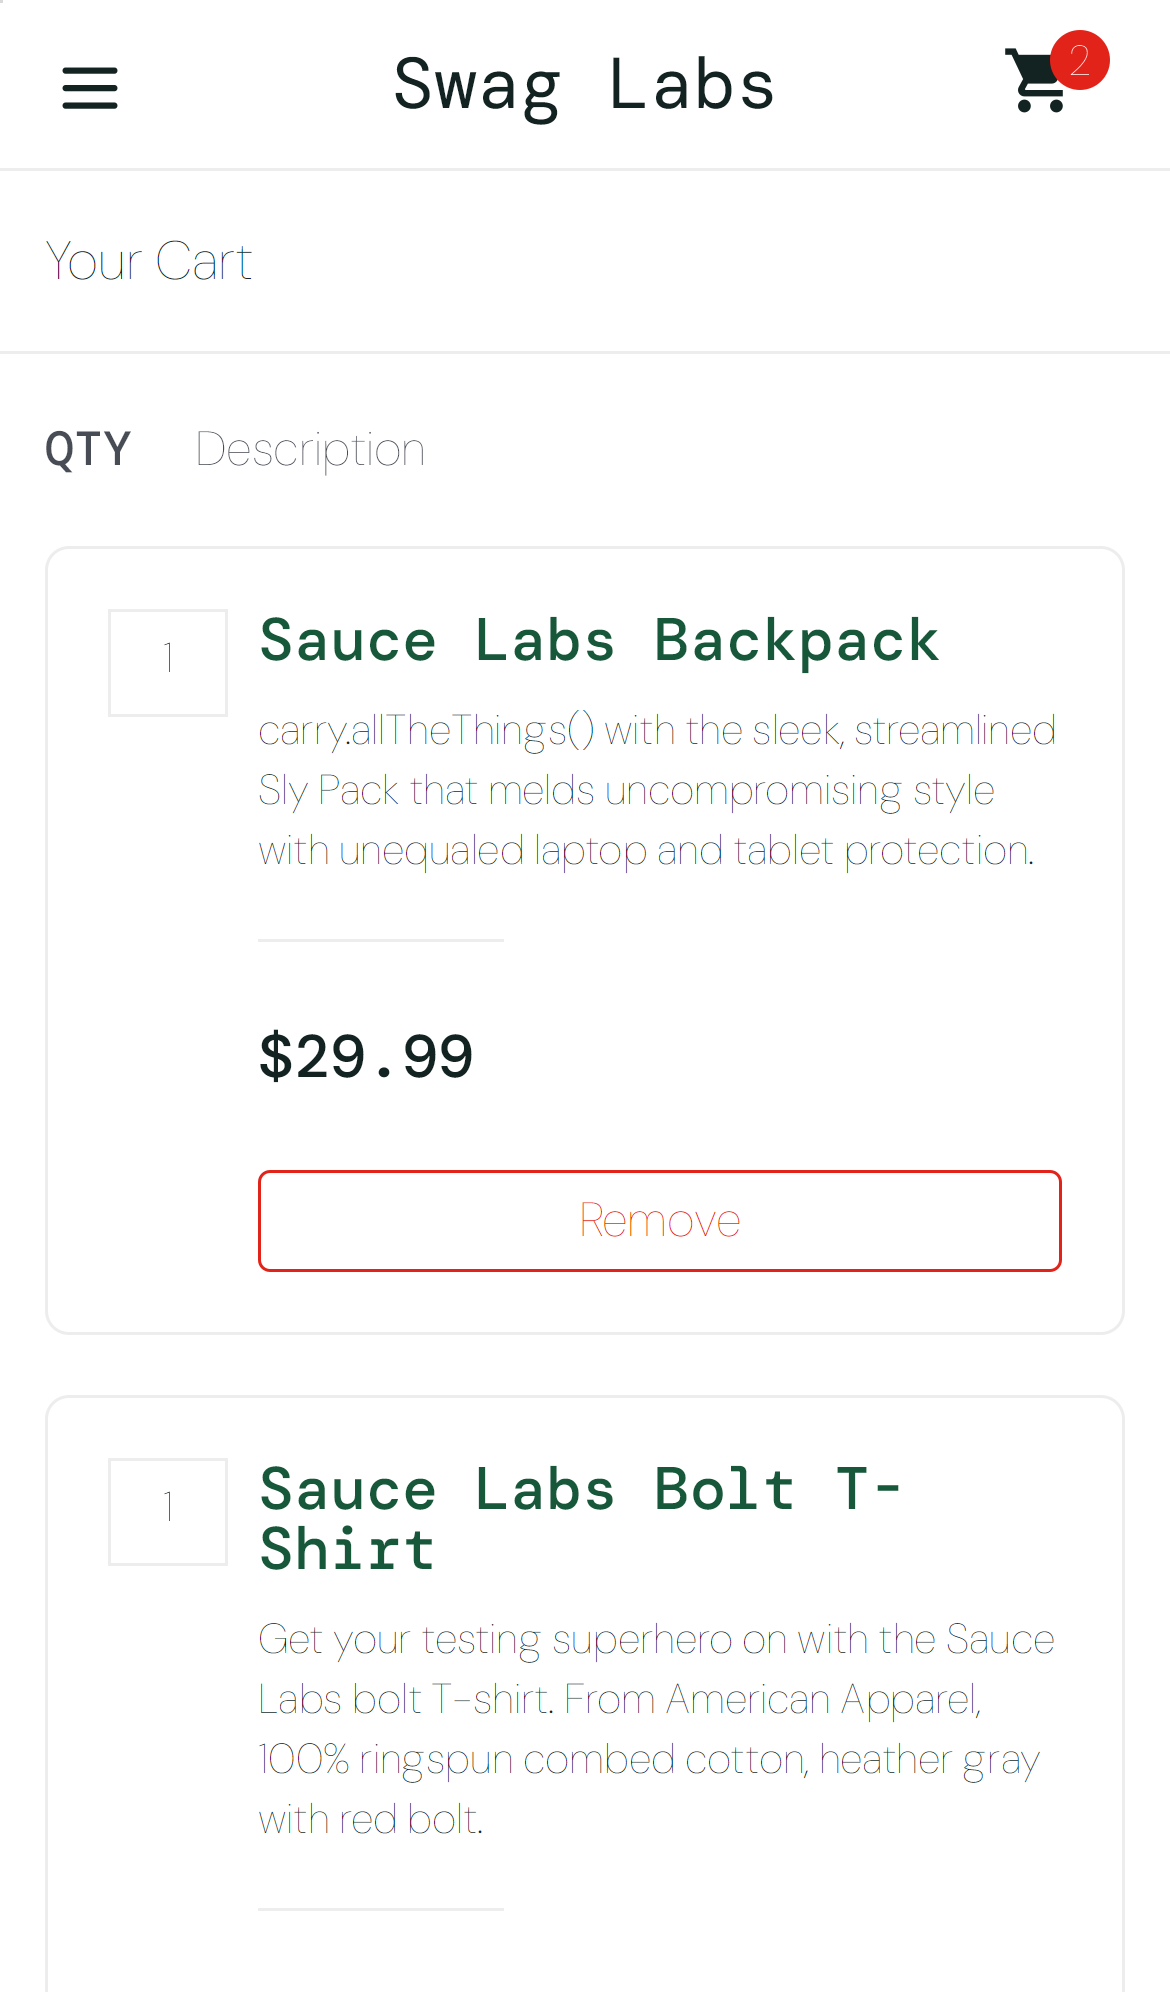 Swag Labs
2
Your Cart
QTY Description
1
Sauce Labs Backpack
carry.allTheThings() with the sleek, streamlined
Sly Pack that melds uncompromising style
with unequaled laptop and tablet protection.
$29.99
Remove
1
Sauce Labs Bolt T-
Shirt
Get your testing superhero on with the Sauce
Labs bolt T-shirt. From American Apparel,
100% ringspun combed cotton, heather gray
with red bolt.